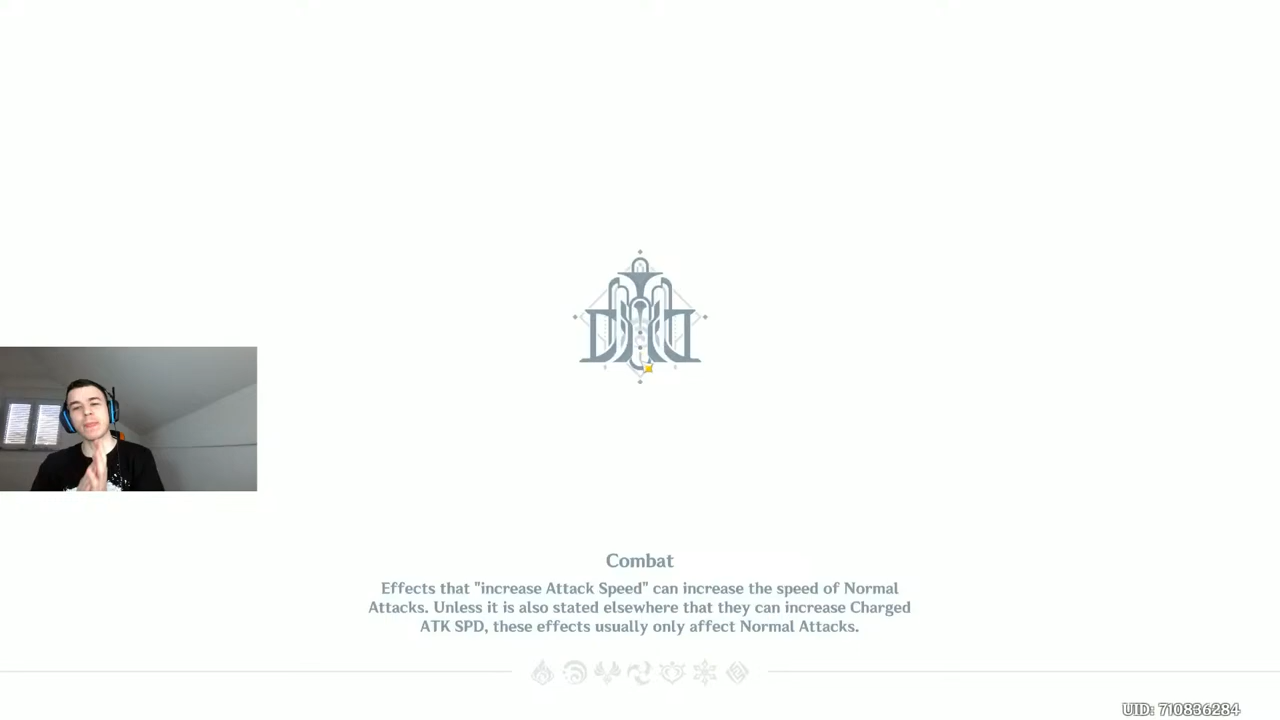 Combat
Effects that "increase Attack Speed" can increase the speed of Normal
Attacks. Unless it is also stated elsewhere that they can increase Charged
ATK SPD, these effects usually only affect Normal Attacks.
UID: 710836284